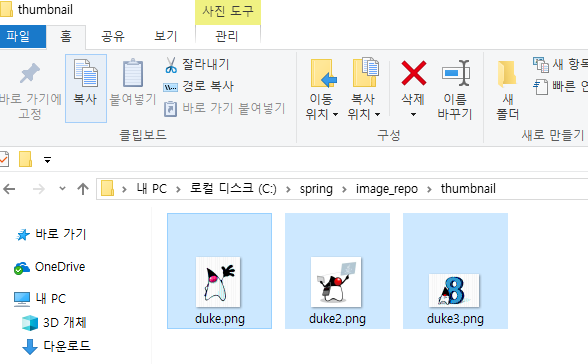 thumbnail
사진 도구
파일 홈 공유 보기 관리
바로 가기에
고정
복사
붙여넣기
잘라내기
경로 복사
바로 가기 붙여넣기
이동
위치
복사
위치
삭제
이름
바꾸기
새
폴더
새 항목
빠른 연
클립보드
구성
새로 만들기
내 PC 로컬 디스크 (C:) spring image_repo thumbnail
바로 가기
OneDrive
내 PC
3D 개체
다운로드
8
duke.png duke2.png duke3.png